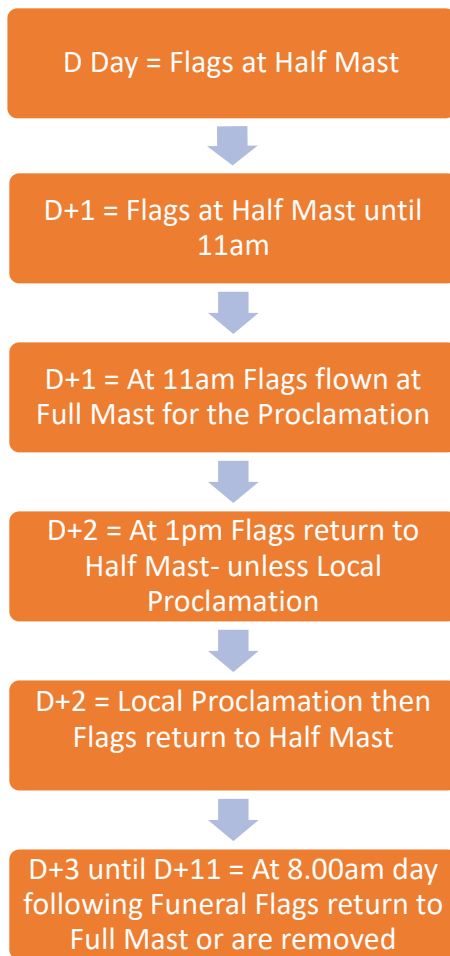 D Day = Flags at Half Mast
D+1 = Flags at Half Mast until
11am
D+1 = At 11am Flags flown at
Full Mast for the Proclamation
D+2 = At 1pm Flags return to
Half Mast- unless Local
Proclamation
D+2 = Local Proclamation then
Flags return to Half Mast
D+3 until D+11 = At 8.00am day
following Funeral Flags return to
Full Mast or are removed